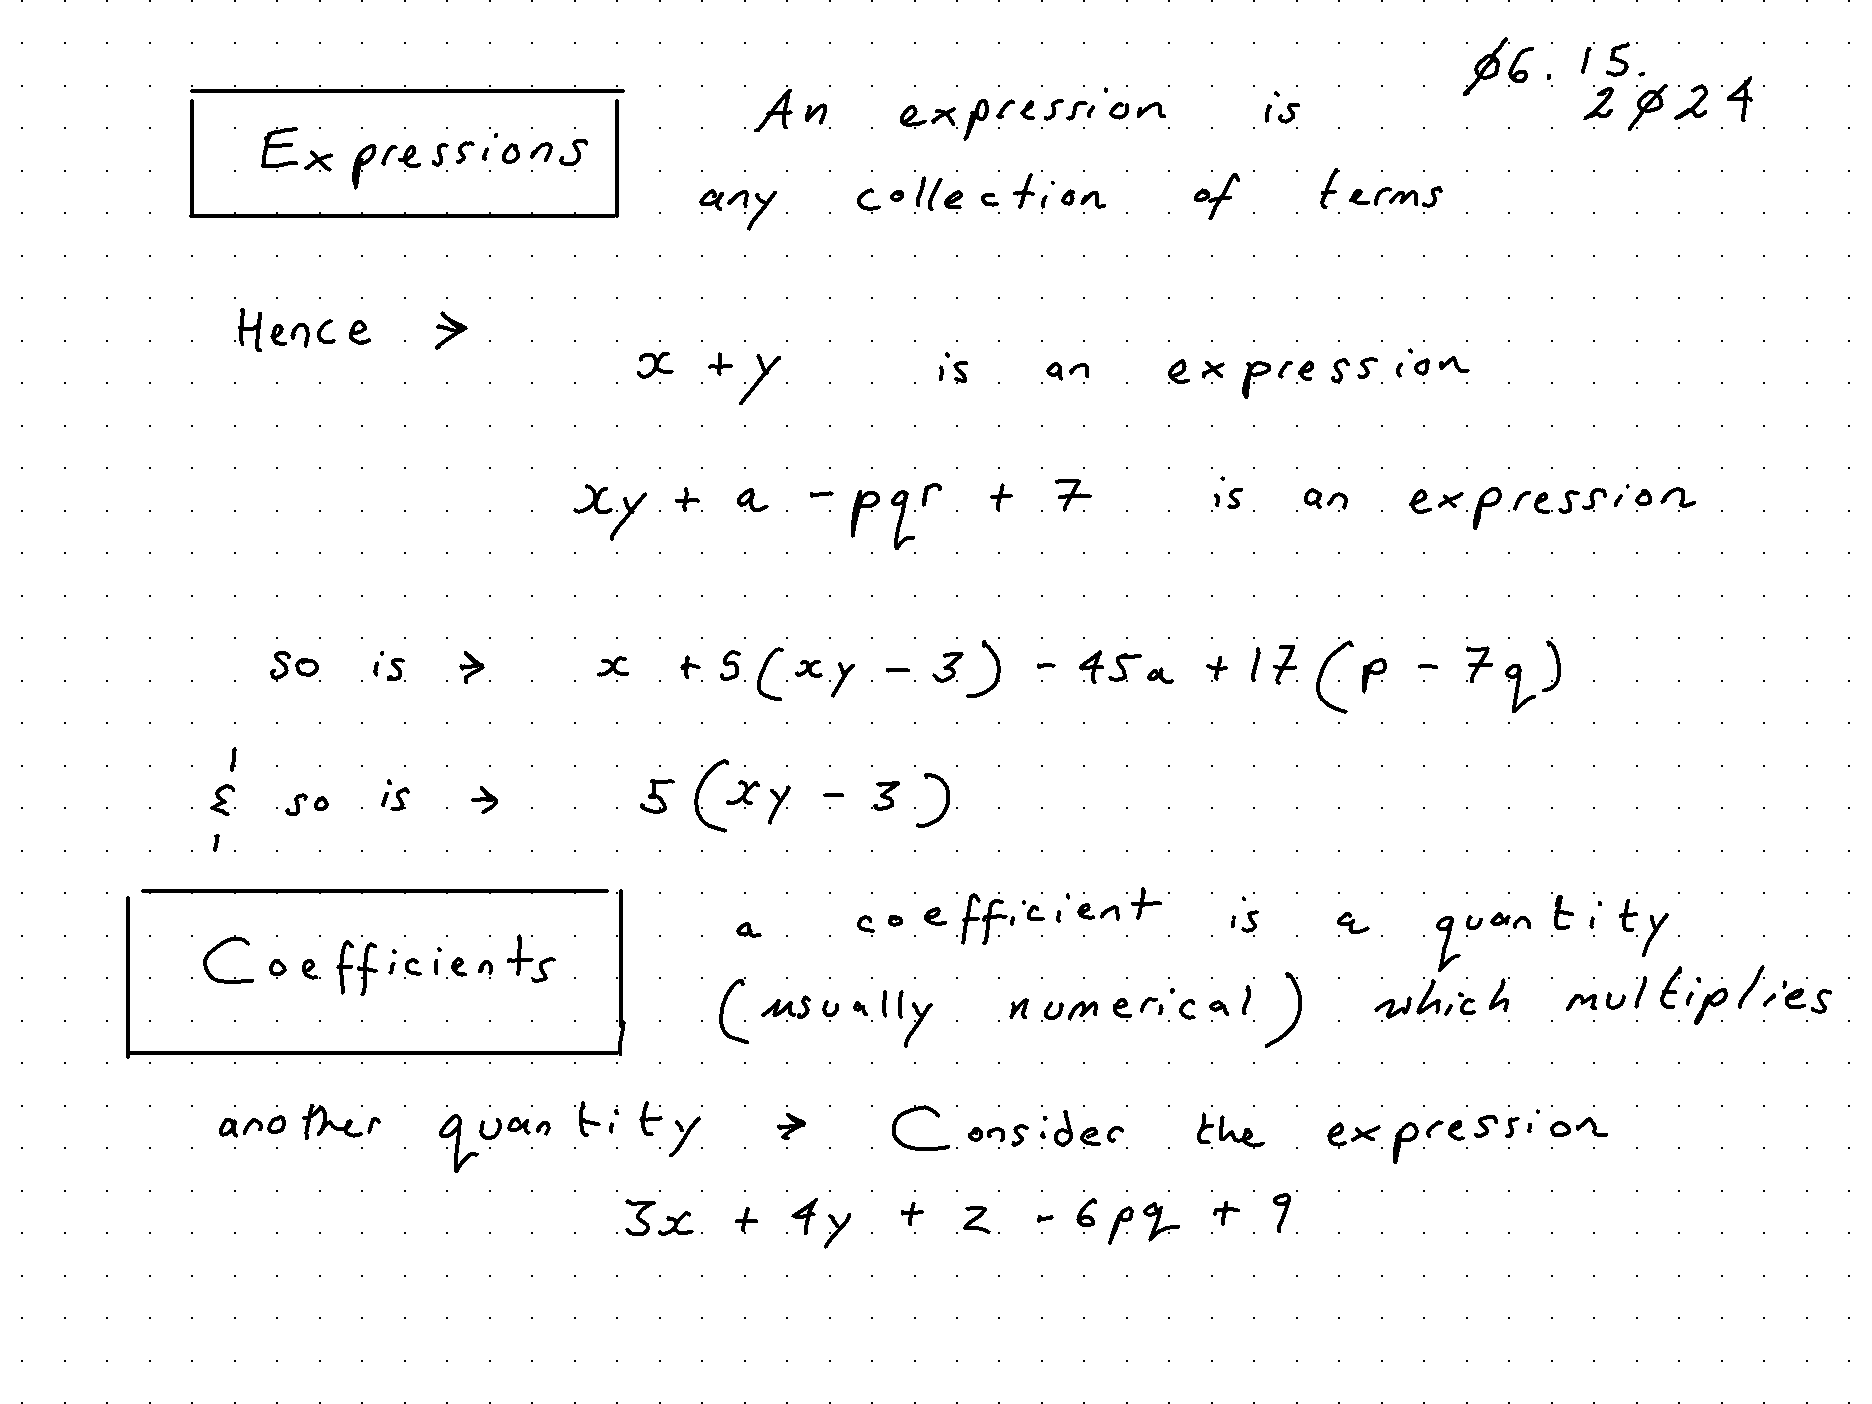 ø6.15.
2ø24
Expressions
An expression is
any collection of terms
Hence →
x + y is an expression
xy + a - pqr + 7 is an expression
so is → x + 5(xy - 3) - 45a + 17(p - 7q)
& so is → 5(xy - 3)
Coefficients
a coefficient is a quantity
(usually numerical) which multiplies
another quantity → Consider the expression
3x + 4y + z - 6pq + 9